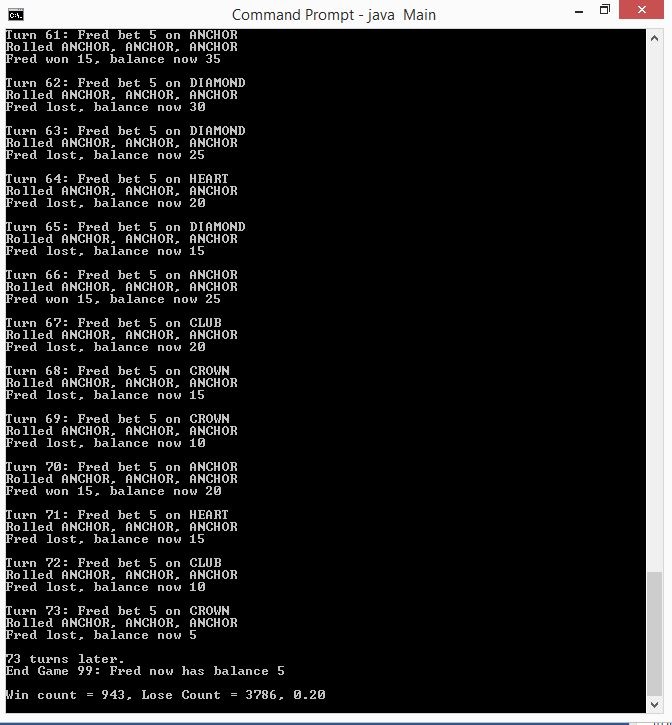 Command Prompt - java Main
Turn 61: Fred bet 5 on ANCHOR
Rolled ANCHOR, ANCHOR, ANCHOR
Fred won 15, balance now 35
Turn 62: Fred bet 5 on DIAMOND
Rolled ANCHOR, ANCHOR, ANCHOR
Fred lost, balance now 30
Turn 63: Fred bet 5 on DIAMOND
Rolled ANCHOR, ANCHOR, ANCHOR
Fred lost, balance now 25
Turn 64: Fred bet 5 on HEART
Rolled ANCHOR, ANCHOR, ANCHOR
Fred lost, balance now 20
Turn 65: Fred bet 5 on DIAMOND
Rolled ANCHOR, ANCHOR, ANCHOR
Fred lost, balance now 15
Turn 66: Fred bet 5 on ANCHOR
Rolled ANCHOR, ANCHOR, ANCHOR
Fred won 15, balance now 25
Turn 67: Fred bet 5 on CLUB
Rolled ANCHOR, ANCHOR, ANCHOR
Fred lost, balance now 20
Turn 68: Fred bet 5 on CROWN
Rolled ANCHOR, ANCHOR, ANCHOR
Fred lost, balance now 15
Turn 69: Fred bet 5 on CROWN
Rolled ANCHOR, ANCHOR, ANCHOR
Fred lost, balance now 10
Turn 70: Fred bet 5 on ANCHOR
Rolled ANCHOR, ANCHOR, ANCHOR
Fred won 15, balance now 20
Turn 71: Fred bet 5 on HEART
Rolled ANCHOR, ANCHOR, ANCHOR
Fred lost, balance now 15
Turn 72: Fred bet 5 on CLUB
Rolled ANCHOR, ANCHOR, ANCHOR
Fred lost, balance now 10
Turn 73: Fred bet 5 on CROWN
Rolled ANCHOR, ANCHOR, ANCHOR
Fred lost, balance now 5
73 turns later.
End Game 99: Fred now has balance 5
Win count = 943, Lose Count = 3786, 0.20